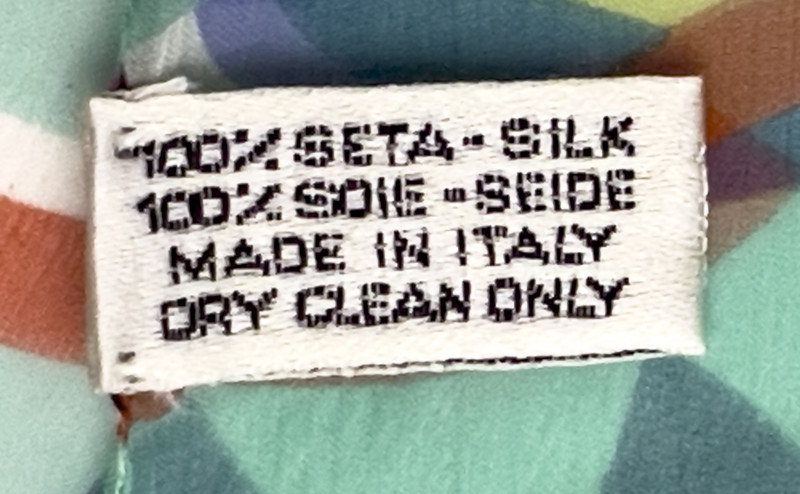 100% SETA - SILK
100% SOIE - SEIDE
MADE IN ITALY
DRY CLEAN ONLY